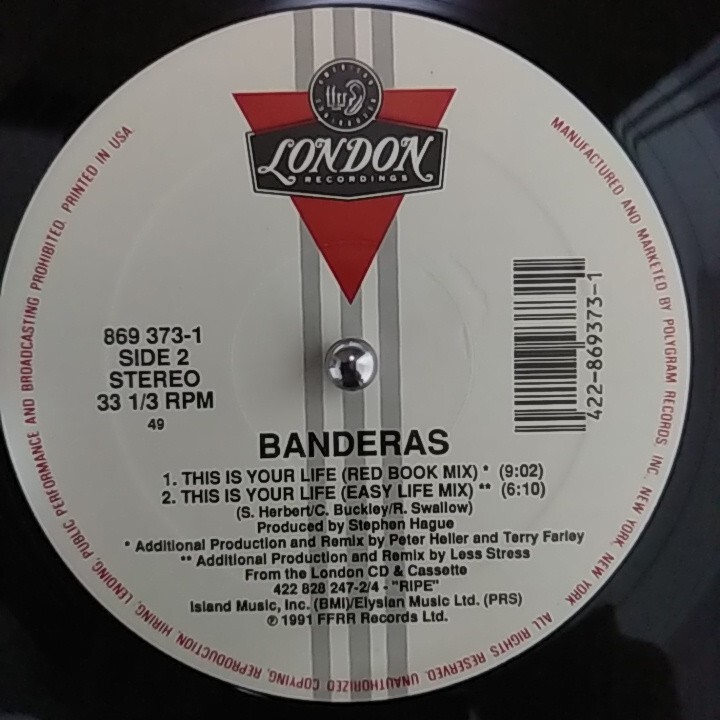 LONDON
RECORDINGS
869 373-1
SIDE 2
STEREO
33 1/3 RPM
49
422-869373-1
BANDERAS
1. THIS IS YOUR LIFE (RED BOOK MIX) * (9:02)
2. THIS IS YOUR LIFE (EASY LIFE MIX) ** (6:10)
(S. Herbert/C. Buckley/R. Swallow)
Produced by Stephen Hague
* Additional Production and Remix by Peter Heller and Terry Farley
** Additional Production and Remix by Less Stress
From the London CD & Cassette
422 828 247-2/4 - "RIPE"
Island Music, Inc. (BMI)/Elysian Music Ltd. (PRS)
℗ 1991 FFRR Records Ltd.
MANUFACTURED AND MARKETED BY POLYGRAM RECORDS, INC. NEW YORK, NEW YORK ALL RIGHTS RESERVED. UNAUTHORIZED COPYING, REPRODUCTION, HIRING, LENDING, PUBLIC PERFORMANCE AND BROADCASTING PROHIBITED. PRINTED IN USA